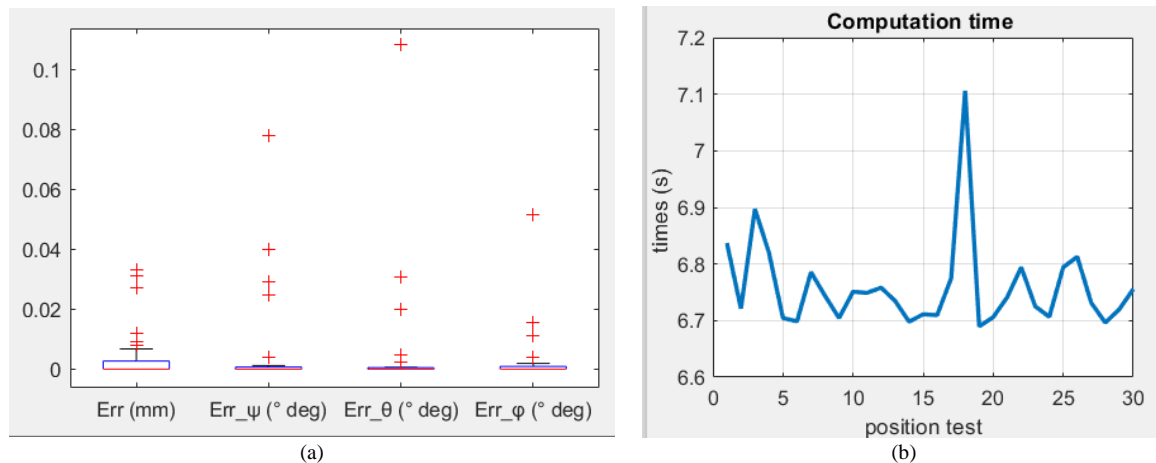 0.1
0.08
0.06
0.04
0.02
0
Err (mm) Err_ψ (° deg) Err_θ (° deg) Err_φ (° deg)
(a)
Computation time
7.2
7.1
7
6.9
6.8
6.7
6.6
times (s)
0 5 10 15 20 25 30
position test
(b)